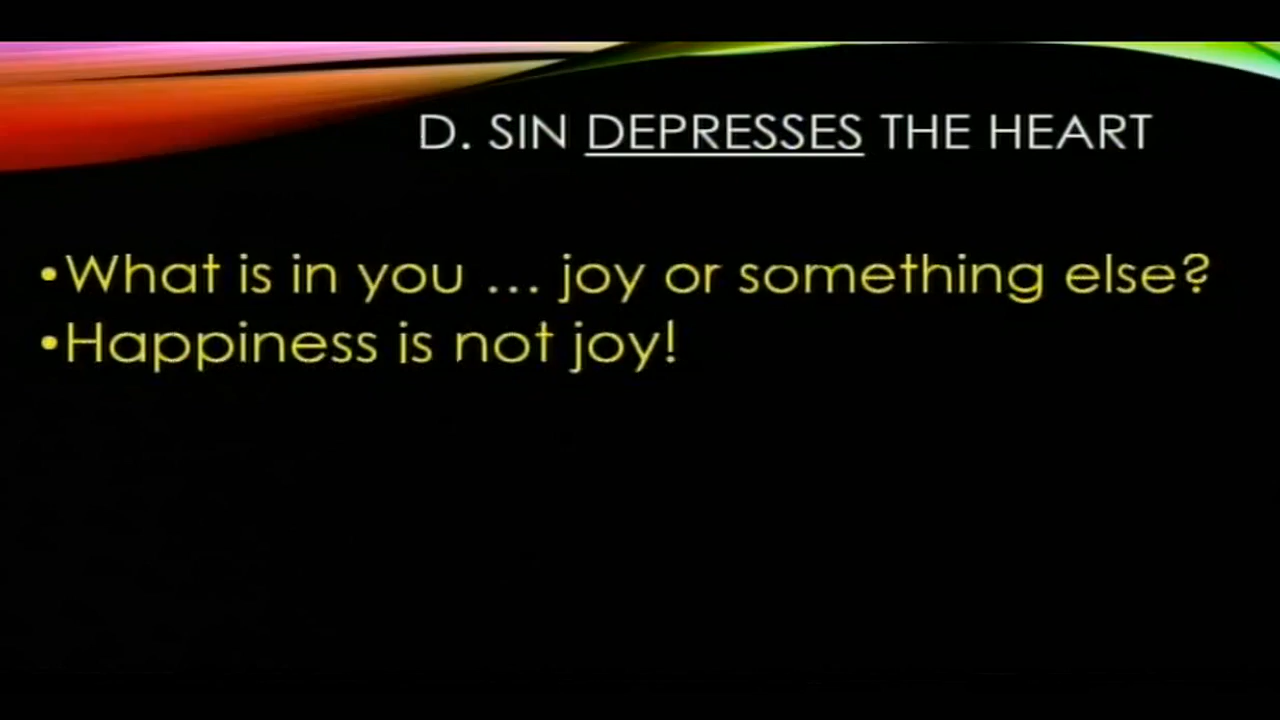 D. SIN DEPRESSES THE HEART
•What is in you ... joy or something else?
•Happiness is not joy!